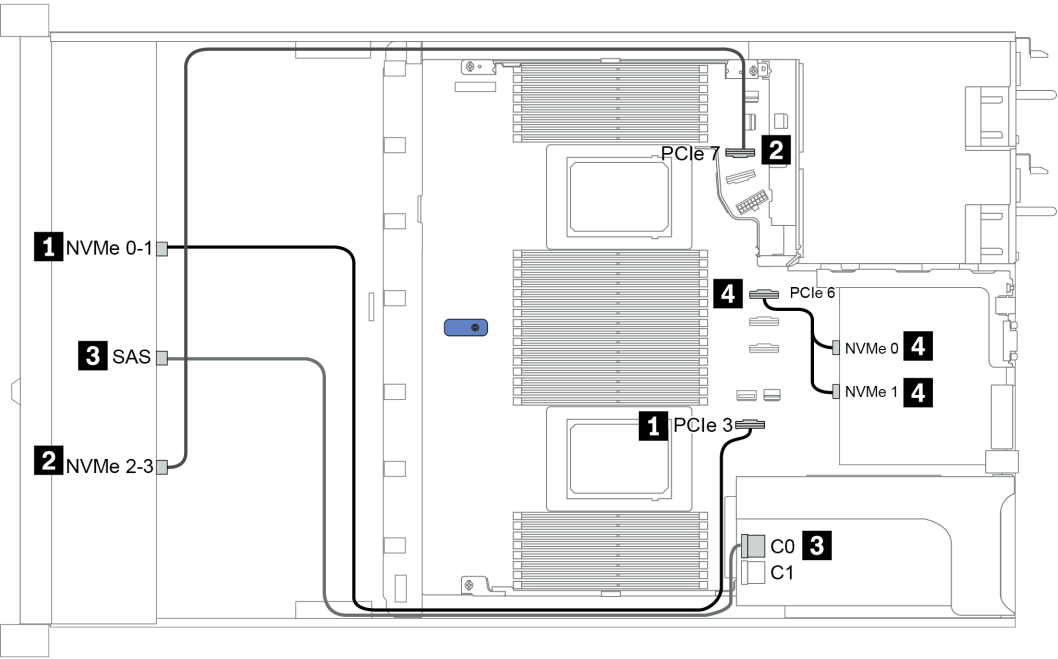 PCIe 7 2
1 NVMe 0-1
4 PCIe 6
3 SAS
NVMe 0 4
NVMe 1 4
1 PCIe 3
2 NVMe 2-3
C0 3
C1